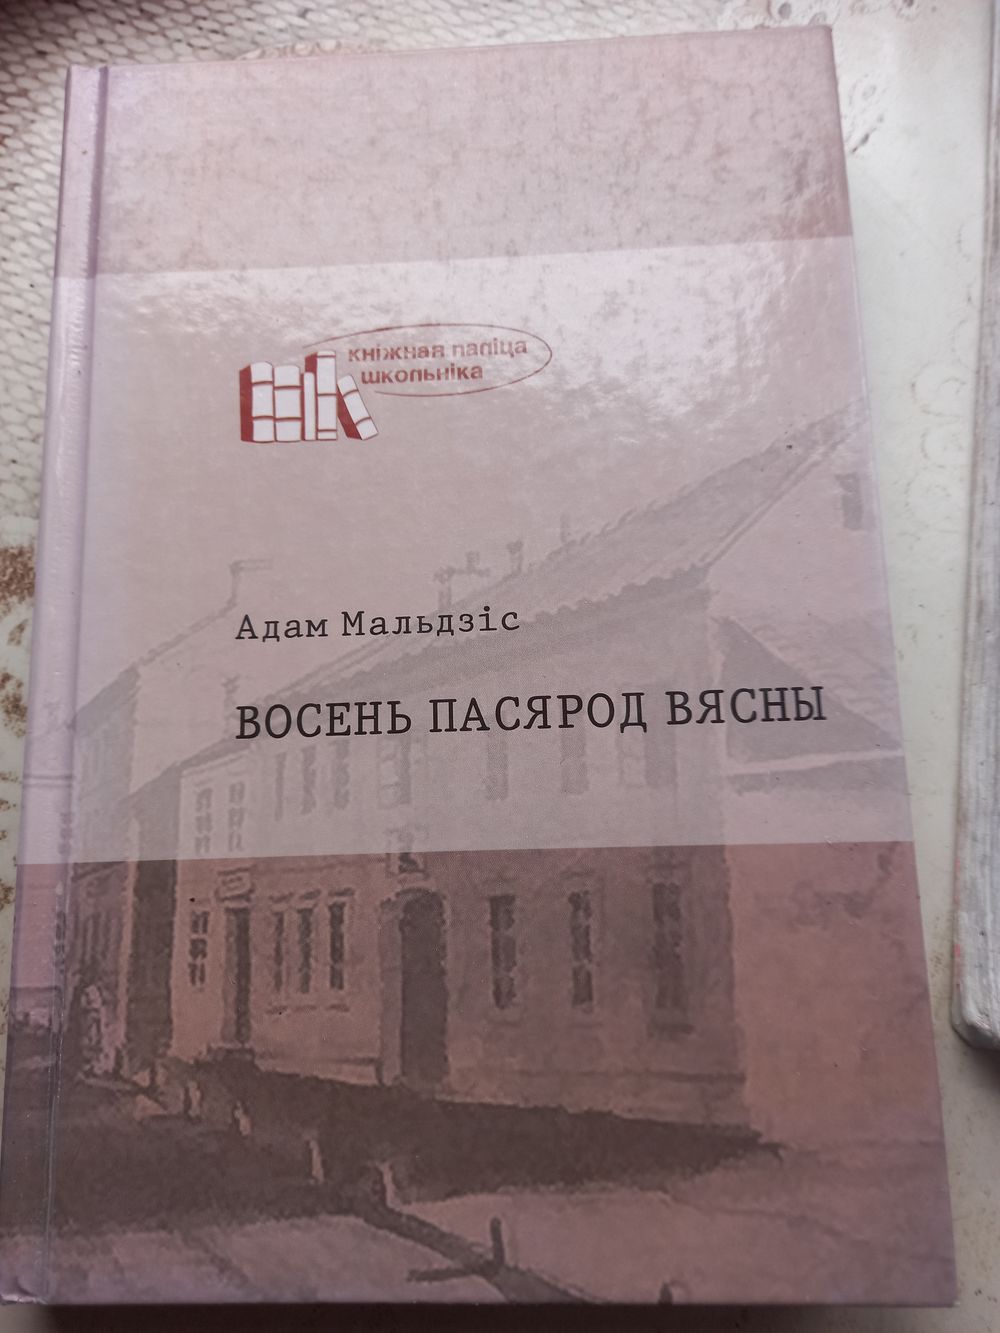 кніжная паліца
школьніка
Адам Мальдзіс
ВОСЕНЬ ПАСЯРОД ВЯСНЫ